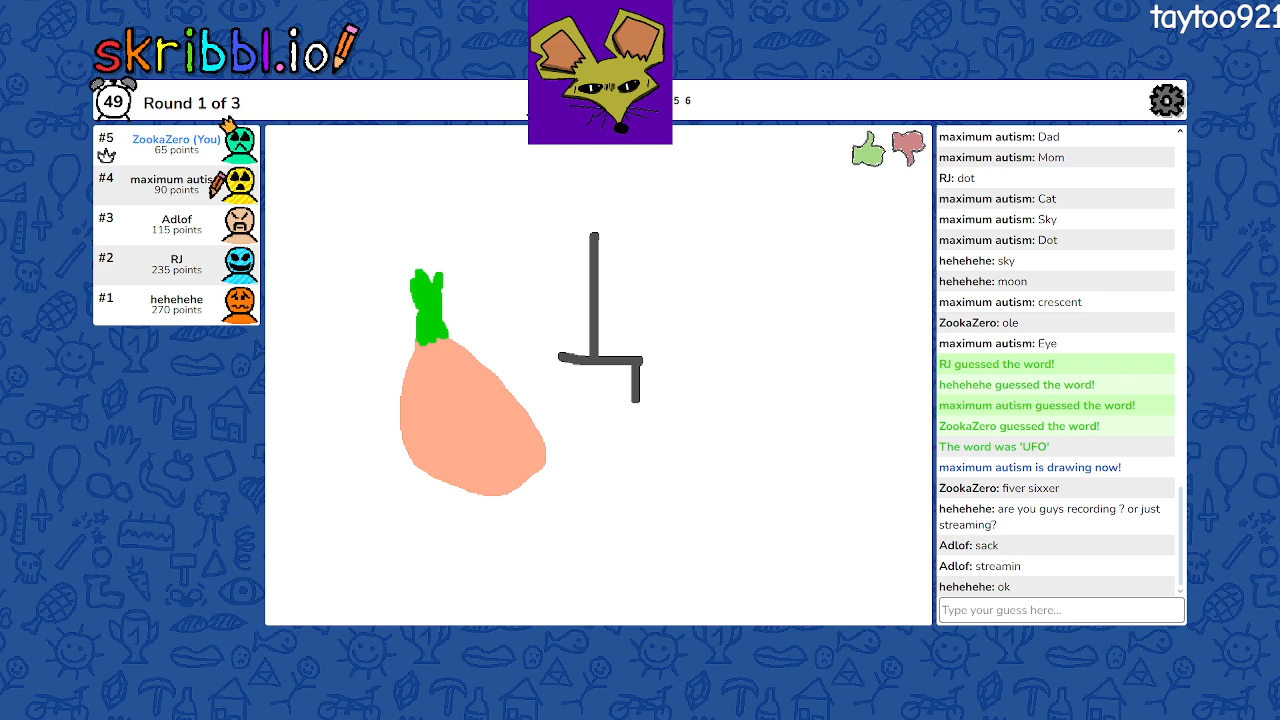 taytoo921
skribbl.io
49
Round 1 of 3
5 6
#5
ZookaZero (You)
65 points
#4
maximum autis
90 points
#3
Adlof
115 points
#2
RJ
235 points
#1
hehehehe
270 points
maximum autism: Dad
maximum autism: Mom
RJ: dot
maximum autism: Cat
maximum autism: Sky
maximum autism: Dot
hehehehe: sky
hehehehe: moon
maximum autism: crescent
ZookaZero: ole
maximum autism: Eye
RJ guessed the word!
hehehehe guessed the word!
maximum autism guessed the word!
ZookaZero guessed the word!
The word was 'UFO'
maximum autism is drawing now!
ZookaZero: fiver sixxer
hehehehe: are you guys recording ? or just
streaming?
Adlof: sack
Adlof: streamin
hehehehe: ok
Type your guess here...